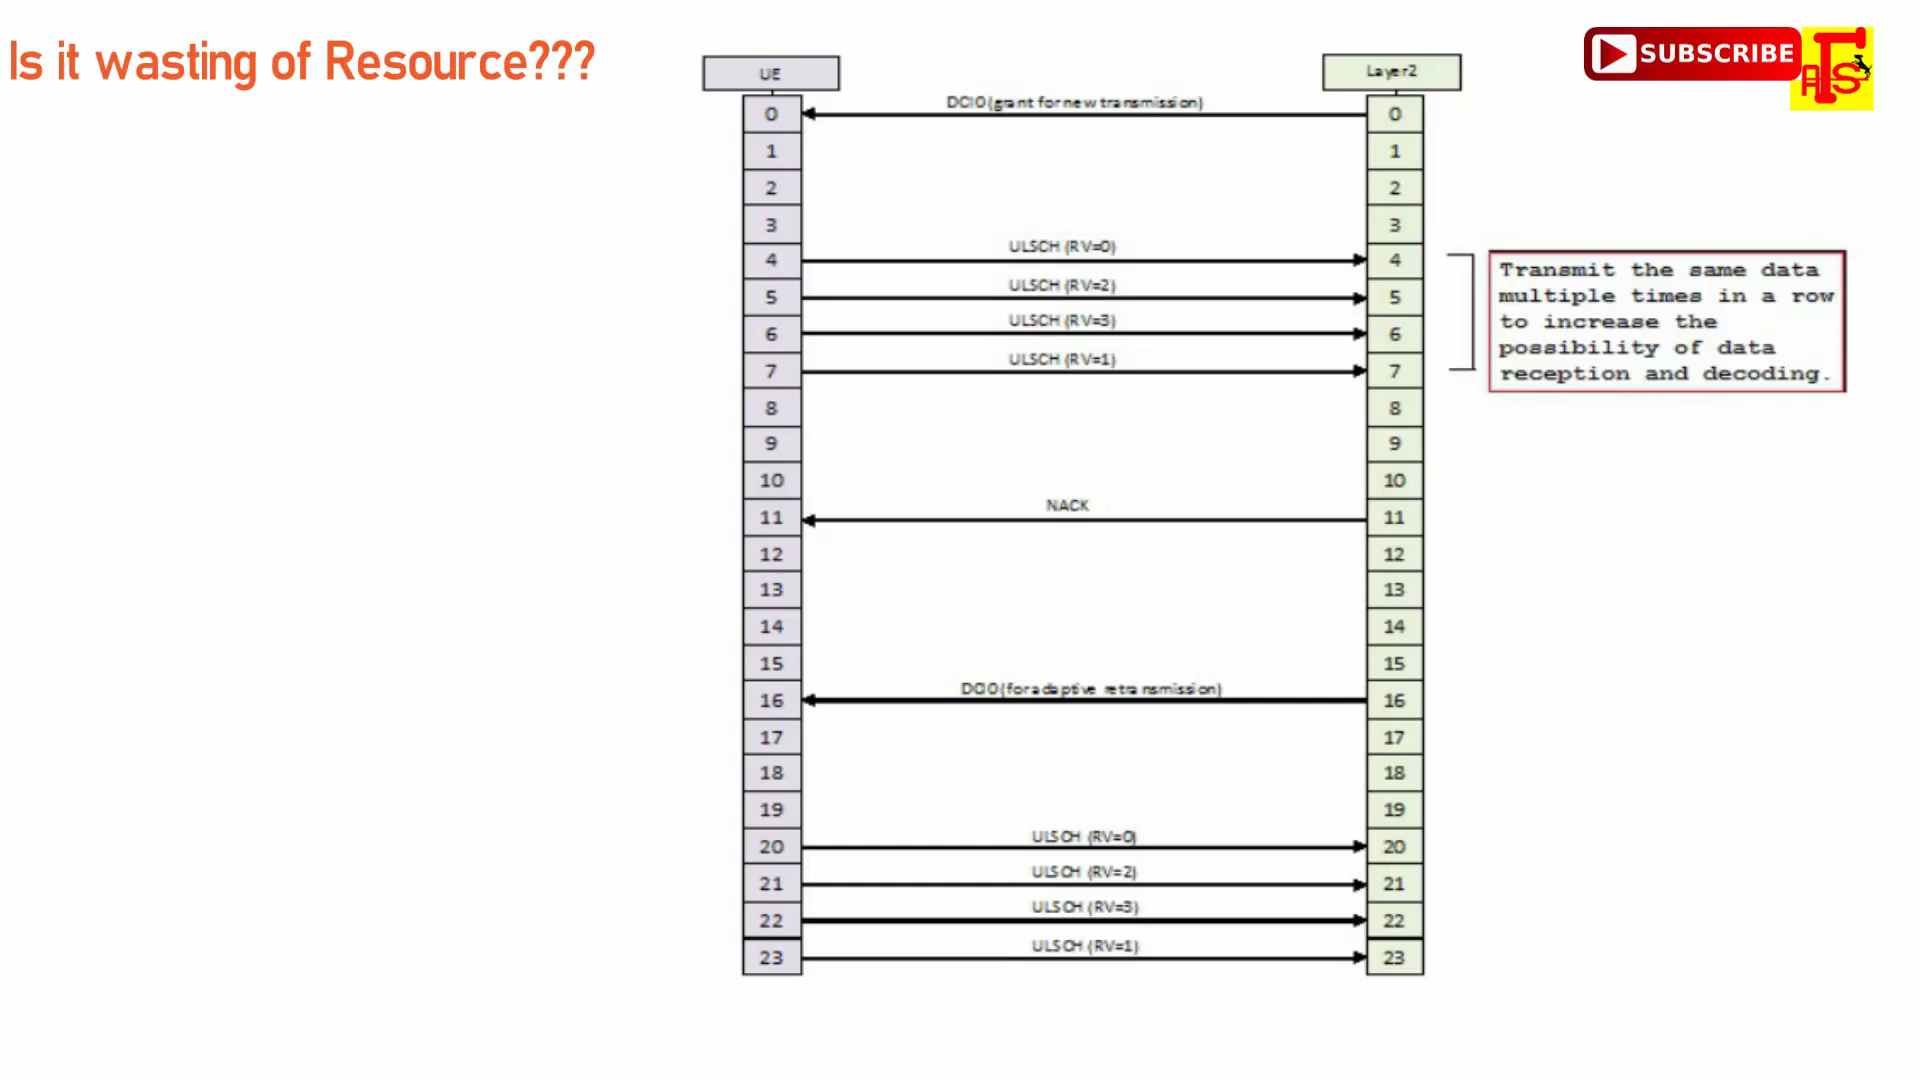 Is it wasting of Resource???
SUBSCRIBE
UE
Layer2
DCI0(grant for new transmission)
0 0
1 1
2 2
3 3
ULSCH (RV=0)
4 4
ULSCH (RV=2)
5 5
ULSCH (RV=3)
6 6
ULSCH (RV=1)
7 7
Transmit the same data
multiple times in a row
to increase the
possibility of data
reception and decoding.
8 8
9 9
10 10
NACK
11 11
12 12
13 13
14 14
15 15
DCI0(for adaptive retransmission)
16 16
17 17
18 18
19 19
ULSCH (RV=0)
20 20
ULSCH (RV=2)
21 21
ULSCH (RV=3)
22 22
ULSCH (RV=1)
23 23